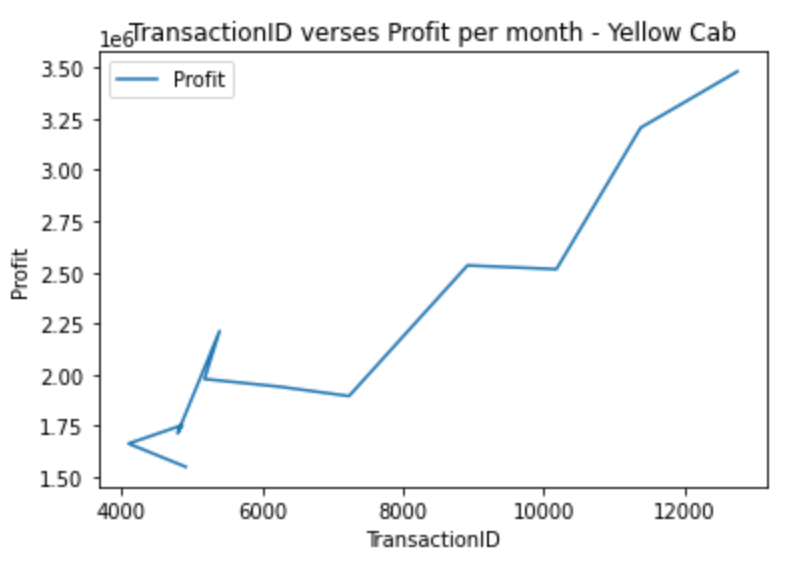 TransactionID verses Profit per month - Yellow Cab
1e6
Profit
3.50
3.25
3.00
2.75
2.50
2.25
2.00
1.75
1.50
Profit
4000 6000 8000 10000 12000
TransactionID